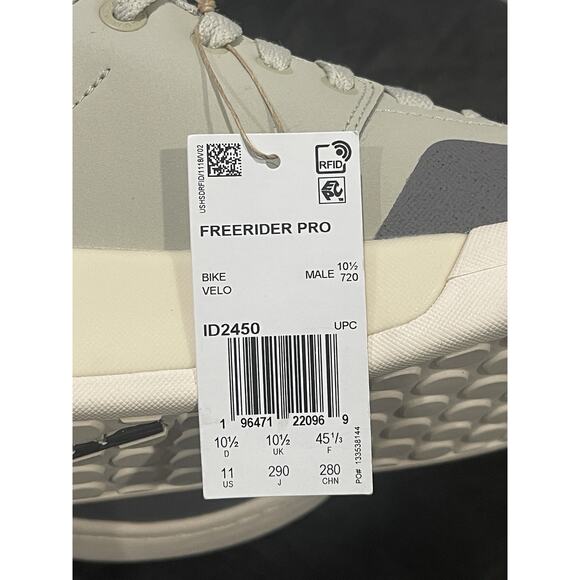 USHSDRFID/1118/V02
RFID
FREERIDER PRO
BIKE MALE 10½
VELO 720
ID2450 UPC
1 96471 22096 9
10½ 10½ 45⅓
D UK F
11 290 280
US J CHN
PO# 133538144